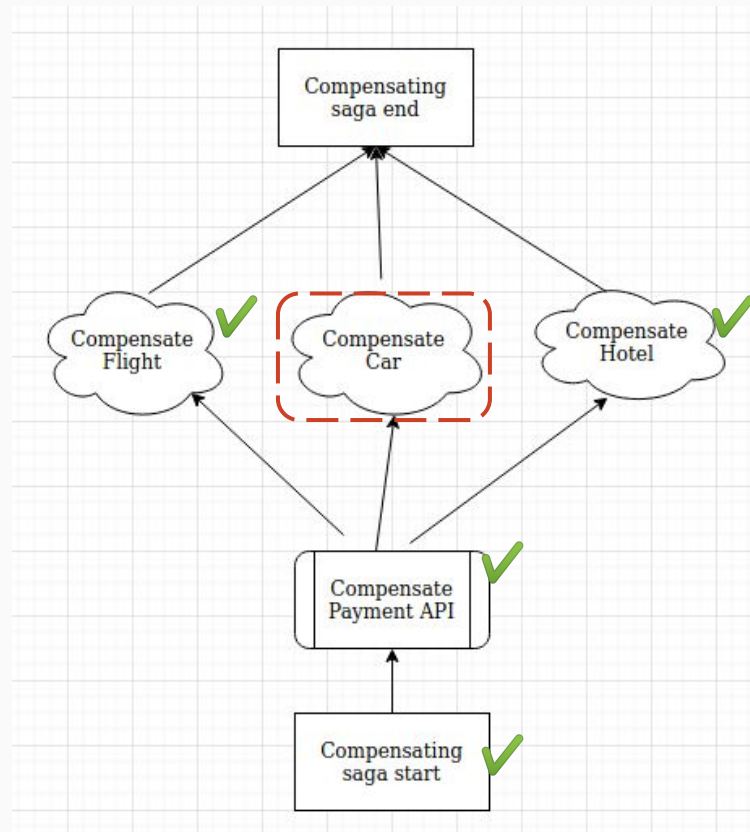 Compensating
saga end
Compensate
Flight
Compensate
Car
Compensate
Hotel
Compensate
Payment API
Compensating
saga start